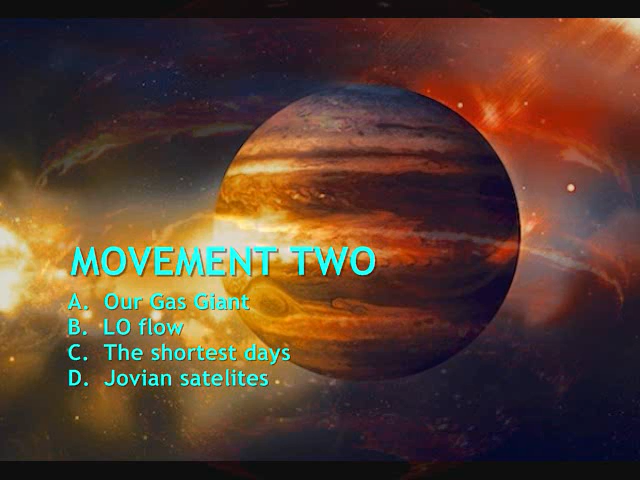 MOVEMENT TWO
A. Our Gas Giant
B. LO flow
C. The shortest days
D. Jovian satelites